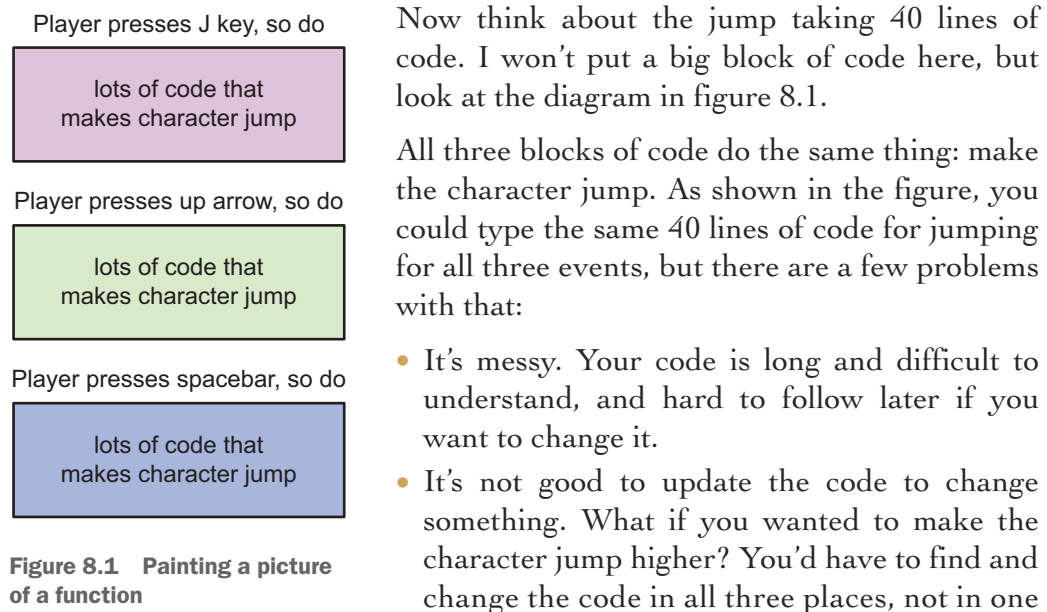 Player presses J key, so do
lots of code that
makes character jump
Player presses up arrow, so do
lots of code that
makes character jump
Player presses spacebar, so do
lots of code that
makes character jump
Figure 8.1 Painting a picture
of a function
Now think about the jump taking 40 lines of
code. I won’t put a big block of code here, but
look at the diagram in figure 8.1.
All three blocks of code do the same thing: make
the character jump. As shown in the figure, you
could type the same 40 lines of code for jumping
for all three events, but there are a few problems
with that:
• It’s messy. Your code is long and difficult to
understand, and hard to follow later if you
want to change it.
• It’s not good to update the code to change
something. What if you wanted to make the
character jump higher? You’d have to find and
change the code in all three places, not in one